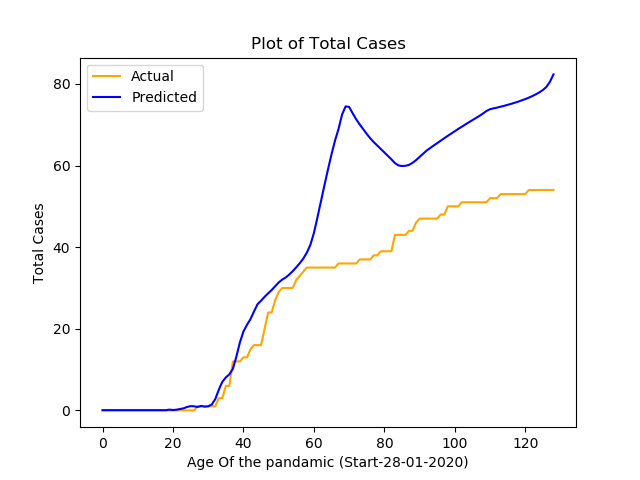 Plot of Total Cases
Actual
Predicted
80
60
40
20
0
Total Cases
0 20 40 60 80 100 120
Age Of the pandamic (Start-28-01-2020)